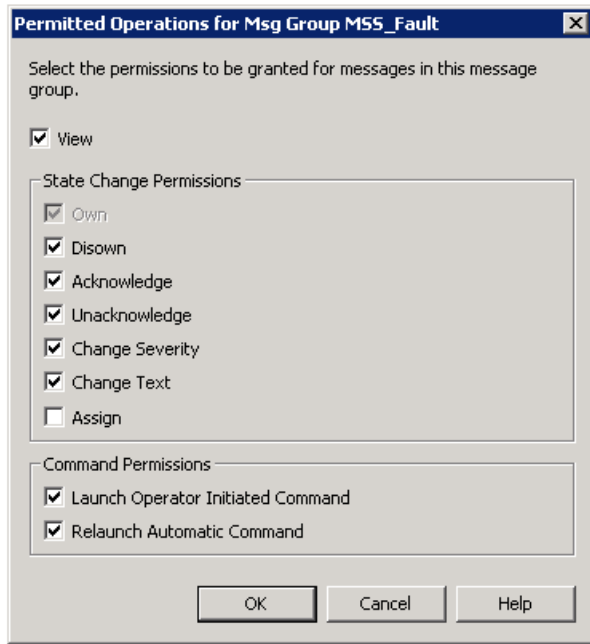 Permitted Operations for Msg Group MSS_Fault
Select the permissions to be granted for messages in this message
group.
View
State Change Permissions
Own
Disown
Acknowledge
Unacknowledge
Change Severity
Change Text
Assign
Command Permissions
Launch Operator Initiated Command
Relaunch Automatic Command
OK Cancel Help